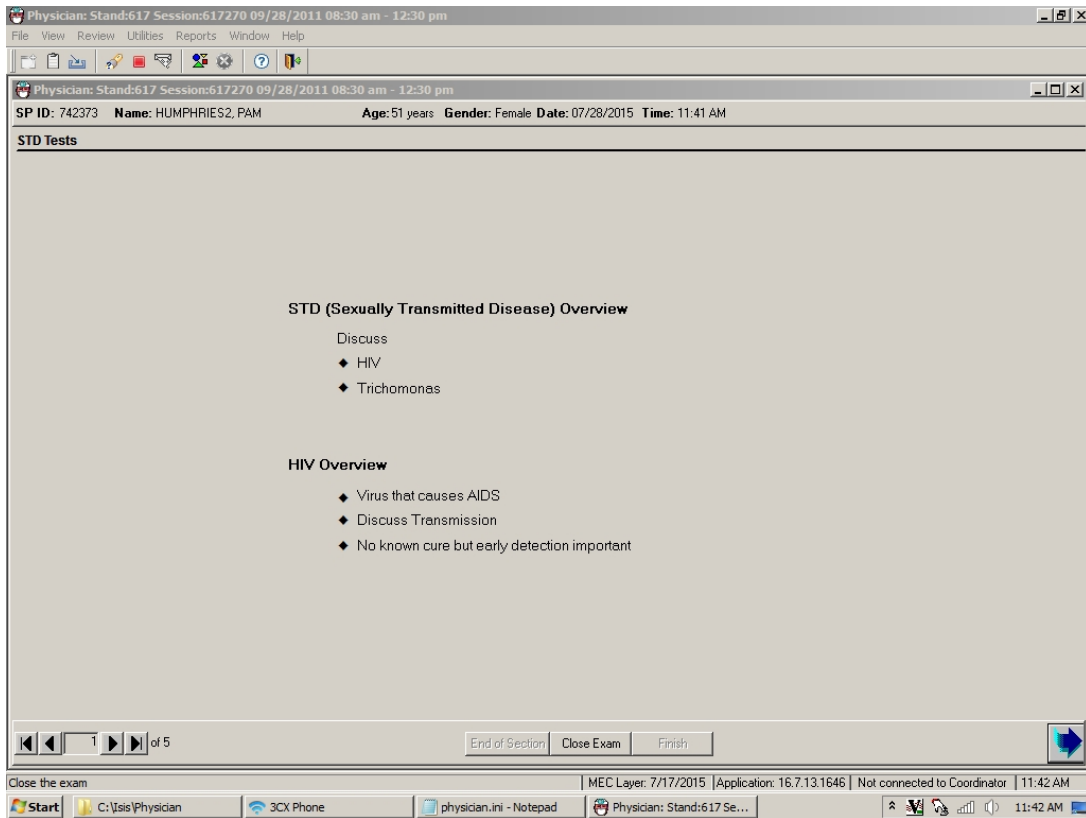 Physician: Stand:617 Session:617270 09/28/2011 08:30 am - 12:30 pm
File View Review Utilities Reports Window Help
Physician: Stand:617 Session:617270 09/28/2011 08:30 am - 12:30 pm
SP ID: 742373 Name: HUMPHRIES2, PAM Age: 51 years Gender: Female Date: 07/28/2015 Time: 11:41 AM
STD Tests
STD (Sexually Transmitted Disease) Overview
Discuss
HIV
Trichomonas
HIV Overview
Virus that causes AIDS
Discuss Transmission
No known cure but early detection important
1 of 5 End of Section Close Exam Finish
Close the exam MEC Layer: 7/17/2015 Application: 16.7.13.1646 Not connected to Coordinator 11:42 AM
Start C:\Isis\Physician 3CX Phone physician.ini - Notepad Physician: Stand:617 Se... 11:42 AM